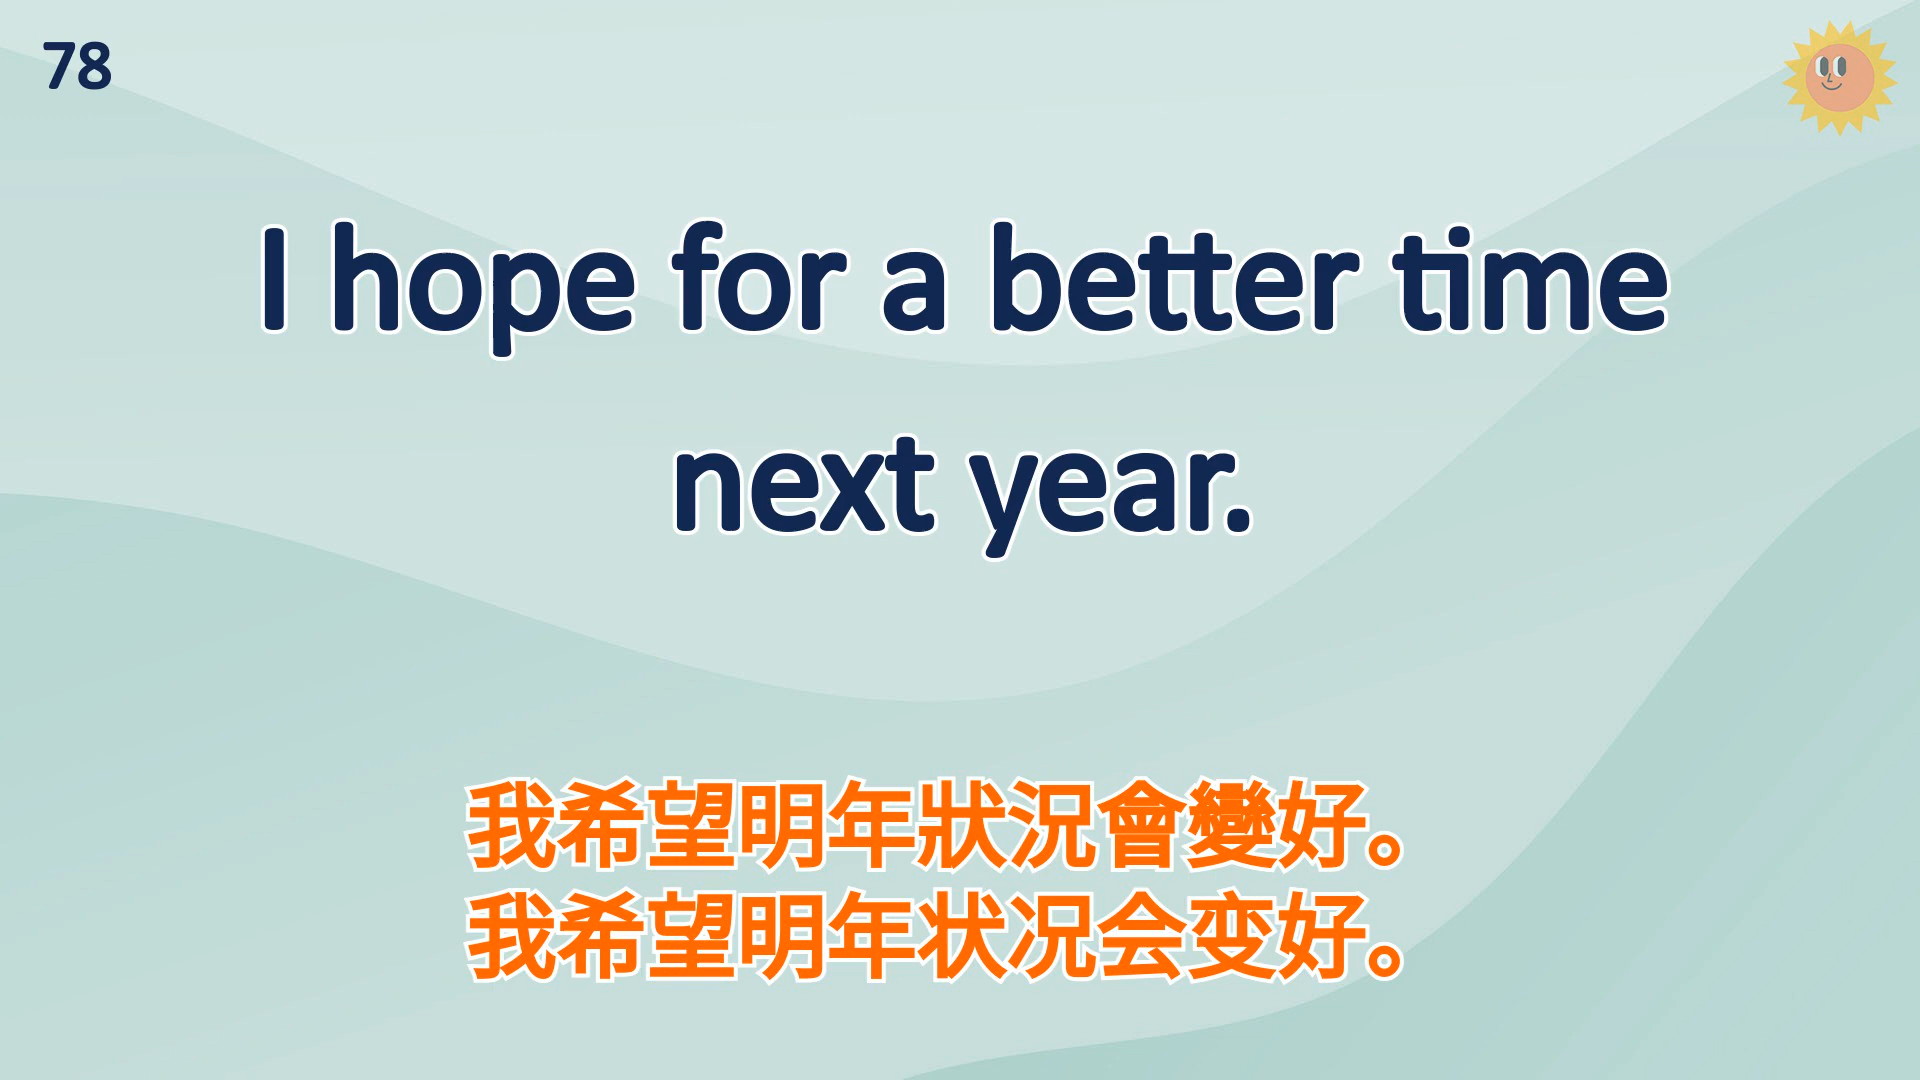 78
I hope for a better time
next year.
我希望明年狀況會變好。
我希望明年状况会变好。